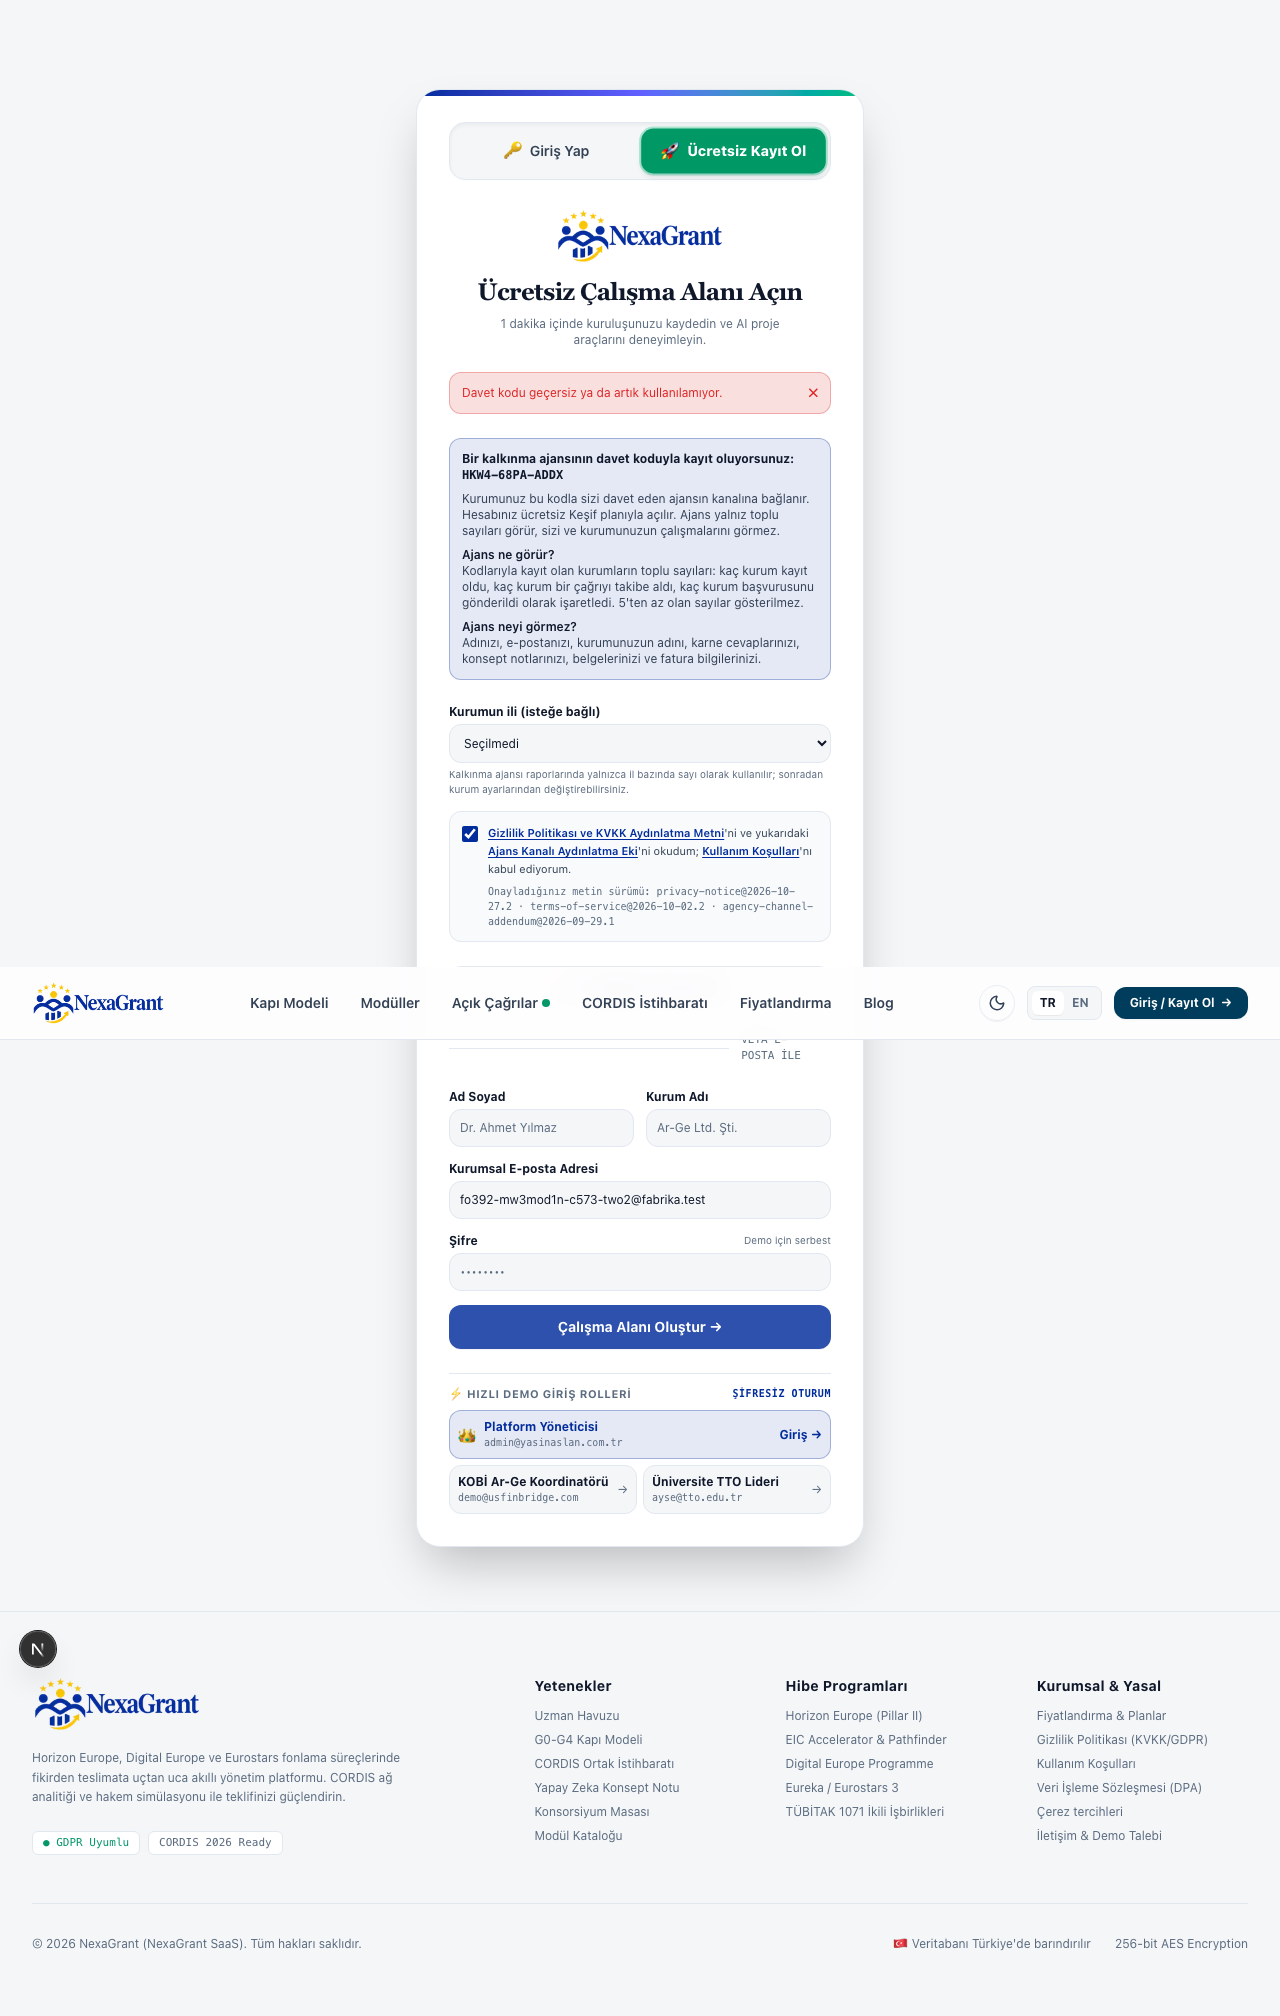 Giriş Yap
Ücretsiz Kayıt Ol
NexaGrant
Ücretsiz Çalışma Alanı Açın
1 dakika içinde kuruluşunuzu kaydedin ve AI proje
araçlarını deneyimleyin.
Davet kodu geçersiz ya da artık kullanılamıyor. ✕
Bir kalkınma ajansının davet koduyla kayıt oluyorsunuz:
HKW4-68PA-ADDX
Kurumunuz bu kodla sizi davet eden ajansın kanalına bağlanır.
Hesabınız ücretsiz Keşif planıyla açılır. Ajans yalnız toplu
sayıları görür, sizi ve kurumunuzun çalışmalarını görmez.
Ajans ne görür?
Kodlarıyla kayıt olan kurumların toplu sayıları: kaç kurum kayıt
oldu, kaç kurum bir çağrıyı takibe aldı, kaç kurum başvurusunu
gönderildi olarak işaretledi. 5'ten az olan sayılar gösterilmez.
Ajans neyi görmez?
Adınızı, e-postanızı, kurumunuzun adını, karne cevaplarınızı,
konsept notlarınızı, belgelerinizi ve fatura bilgilerinizi.
Kurumun ili (isteğe bağlı)
Seçilmedi
Kalkınma ajansı raporlarında yalnızca il bazında sayı olarak kullanılır; sonradan
kurum ayarlarından değiştirebilirsiniz.
Gizlilik Politikası ve KVKK Aydınlatma Metni'ni ve yukarıdaki
Ajans Kanalı Aydınlatma Eki'ni okudum; Kullanım Koşulları'nı
kabul ediyorum.
Onayladığınız metin sürümü: privacy-notice@2026-10-
27.2 · terms-of-service@2026-10-02.2 · agency-channel-
addendum@2026-09-29.1
NexaGrant
Kapı Modeli
Modüller
Açık Çağrılar
CORDIS İstihbaratı
Fiyatlandırma
Blog
TR EN
Giriş / Kayıt Ol →
VEYA E-
POSTA İLE
Ad Soyad
Kurum Adı
Dr. Ahmet Yılmaz
Ar-Ge Ltd. Şti.
Kurumsal E-posta Adresi
fo392-mw3mod1n-c573-two2@fabrika.test
Şifre
Demo için serbest
••••••••
Çalışma Alanı Oluştur →
⚡ HIZLI DEMO GİRİŞ ROLLERİ
ŞİFRESİZ OTURUM
Platform Yöneticisi
admin@yasinaslan.com.tr
Giriş →
KOBİ Ar-Ge Koordinatörü
demo@usfinbridge.com
→
Üniversite TTO Lideri
ayse@tto.edu.tr
→
N
NexaGrant
Horizon Europe, Digital Europe ve Eurostars fonlama süreçlerinde
fikirden teslimata uçtan uca akıllı yönetim platformu. CORDIS ağ
analitiği ve hakem simülasyonu ile teklifinizi güçlendirin.
● GDPR Uyumlu
CORDIS 2026 Ready
Yetenekler
Uzman Havuzu
G0-G4 Kapı Modeli
CORDIS Ortak İstihbaratı
Yapay Zeka Konsept Notu
Konsorsiyum Masası
Modül Kataloğu
Hibe Programları
Horizon Europe (Pillar II)
EIC Accelerator & Pathfinder
Digital Europe Programme
Eureka / Eurostars 3
TÜBİTAK 1071 İkili İşbirlikleri
Kurumsal & Yasal
Fiyatlandırma & Planlar
Gizlilik Politikası (KVKK/GDPR)
Kullanım Koşulları
Veri İşleme Sözleşmesi (DPA)
Çerez tercihleri
İletişim & Demo Talebi
© 2026 NexaGrant (NexaGrant SaaS). Tüm hakları saklıdır.
🇹🇷 Veritabanı Türkiye'de barındırılır
256-bit AES Encryption